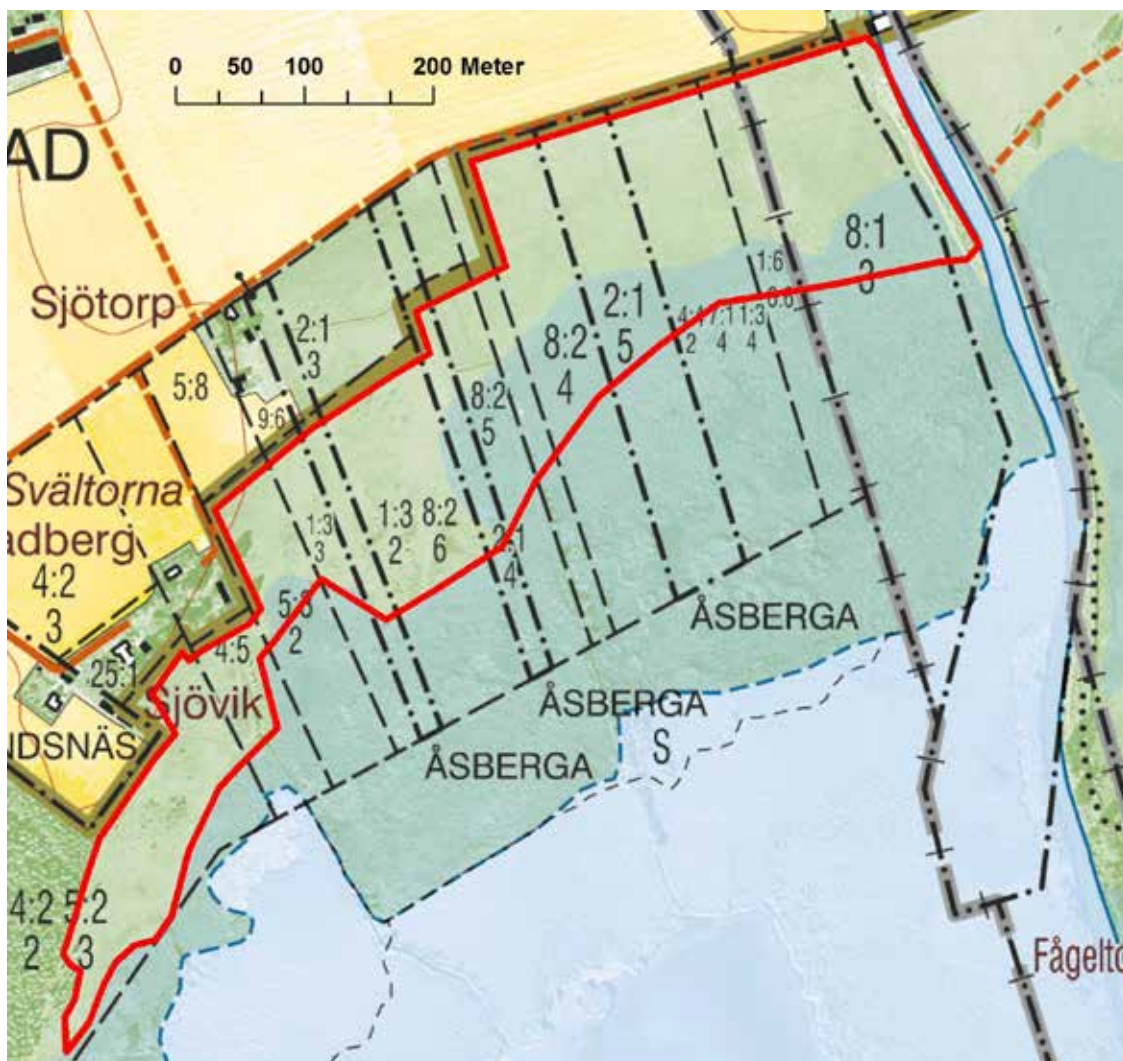 0 50 100 200 Meter
AD
Sjötorp
2:1
3
5:8
9:6
Svältorna
adberg
4:2
3
25:1
NDSNÄS
Sjövik
4:5
5:3
2
1:3
3
1:3
2
8:2
6
8:2
5
2:1
4
8:2
4
2:1
5
1:6
1:3
4
8:1
3
ÅSBERGA
ÅSBERGA
ÅSBERGA
S
4:2
2
5:2
3
Fågelto